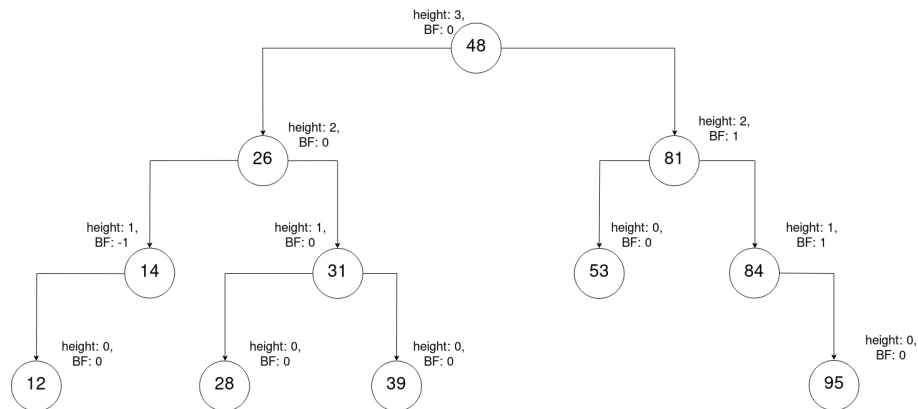 height: 3,
BF: 0
48
height: 2,
BF: 0
26
height: 2,
BF: 1
81
height: 1,
BF: -1
14
height: 1,
BF: 0
31
height: 0,
BF: 0
53
height: 1,
BF: 1
84
height: 0,
BF: 0
12
height: 0,
BF: 0
28
height: 0,
BF: 0
39
height: 0,
BF: 0
95